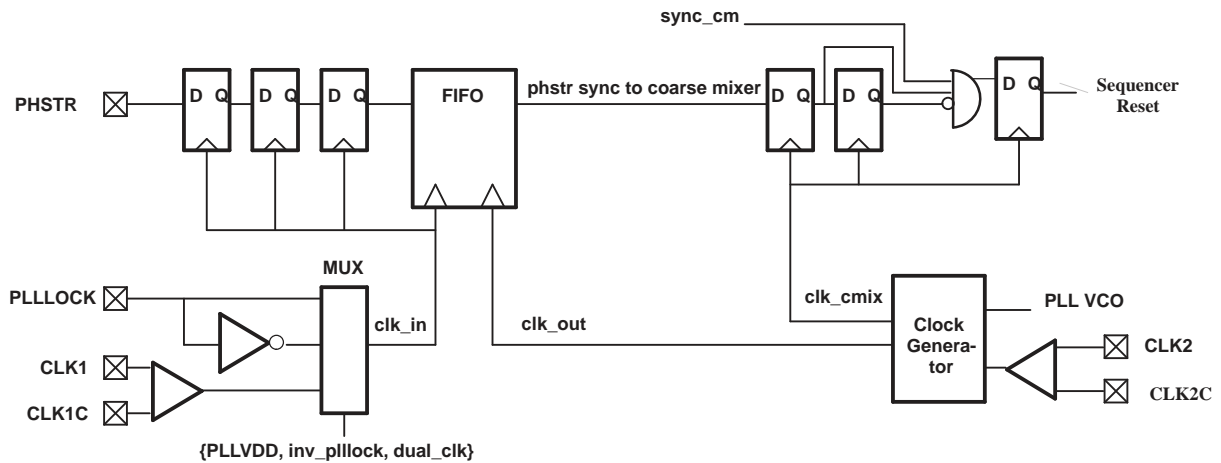 sync_cm
PHSTR
D Q
D Q
D Q
FIFO
phstr sync to coarse mixer
D Q
D Q
D Q
Sequencer
Reset
MUX
PLLLOCK
clk_in
clk_out
clk_cmix
PLL VCO
Clock
Genera-
tor
CLK1
CLK2
CLK1C
CLK2C
{PLLVDD, inv_plllock, dual_clk}